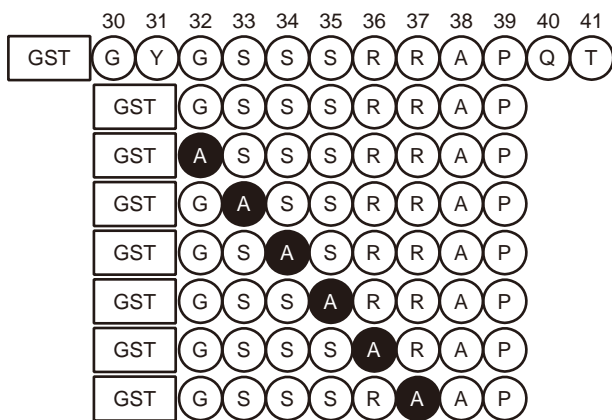 30 31 32 33 34 35 36 37 38 39 40 41
GST G Y G S S S R R A P Q T
GST G S S S R R A P
GST A S S S R R A P
GST G A S S R R A P
GST G S A S R R A P
GST G S S A R R A P
GST G S S S A R A P
GST G S S S R A A P